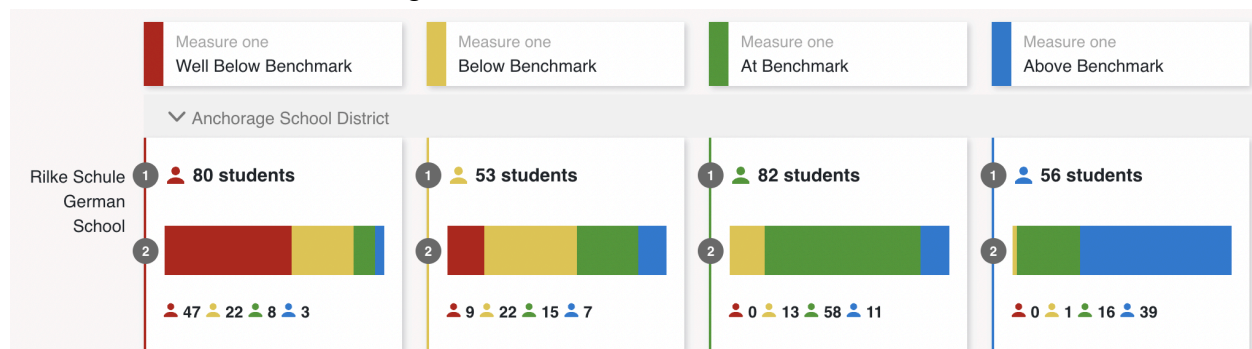 Measure one
Well Below Benchmark
Measure one
Below Benchmark
Measure one
At Benchmark
Measure one
Above Benchmark
Anchorage School District
Rilke Schule
German
School
1 80 students
1 53 students
1 82 students
1 56 students
2
2
2
2
47 22 8 3
9 22 15 7
0 13 58 11
0 1 16 39